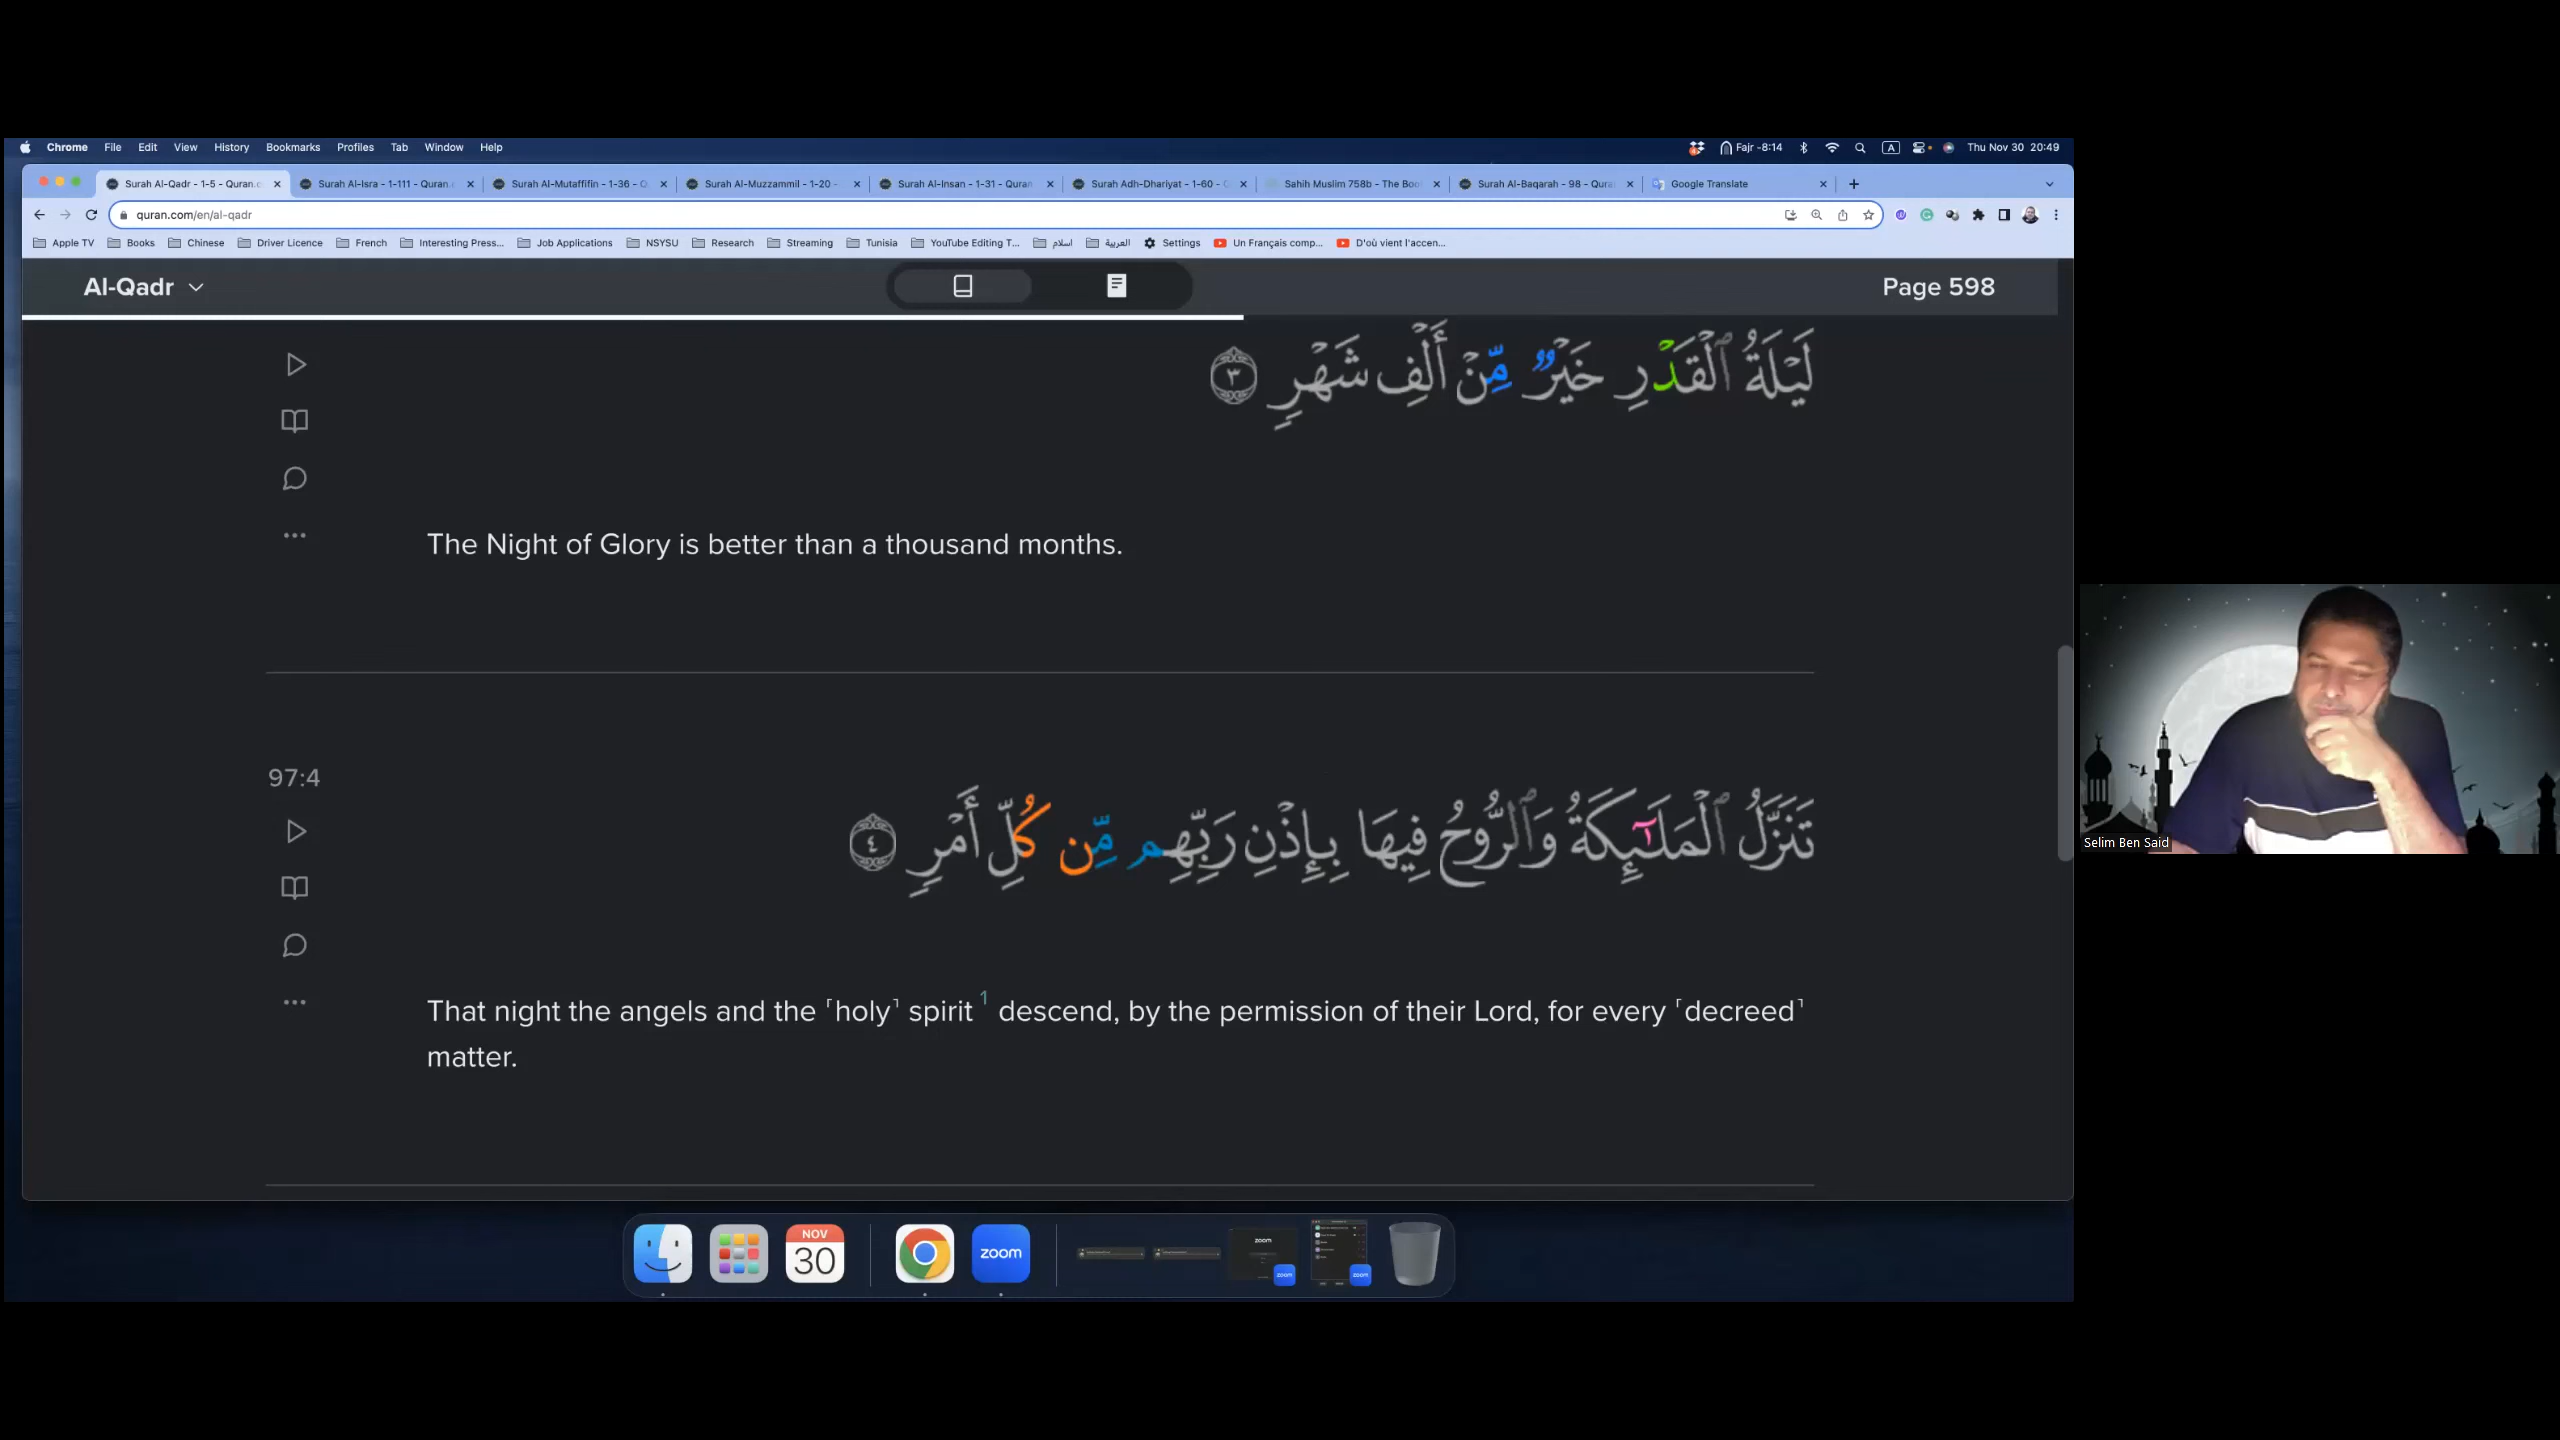 Chrome File Edit View History Bookmarks Profiles Tab Window Help
Fajr -8:14 A Thu Nov 30 20:49
Surah Al-Qadr - 1-5 - Quran.c
Surah Al-Isra - 1-111 - Quran.c
Surah Al-Mutaffifin - 1-36 - Q
Surah Al-Muzzammil - 1-20 -
Surah Al-Insan - 1-31 - Quran
Surah Adh-Dhariyat - 1-60 - Q
Sahih Muslim 758b - The Boo
Surah Al-Baqarah - 98 - Qura
Google Translate
quran.com/en/al-qadr
Apple TV Books Chinese Driver Licence French Interesting Press... Job Applications NSYSU Research Streaming Tunisia YouTube Editing T... اسلام العربية Settings Un Français comp... D'où vient l'accen...
Al-Qadr
Page 598
لَيْلَةُ ٱلْقَدْرِ خَيْرٌ مِّنْ أَلْفِ شَهْرٍ ٣
The Night of Glory is better than a thousand months.
97:4
تَنَزَّلُ ٱلْمَلَـٰٓئِكَةُ وَٱلرُّوحُ فِيهَا بِإِذْنِ رَبِّهِم مِّن كُلِّ أَمْرٍ ٤
That night the angels and the ˹holy˺ spirit 1 descend, by the permission of their Lord, for every ˹decreed˺
matter.
Selim Ben Said
NOV
30
zoom
zoom
zoom
zoom